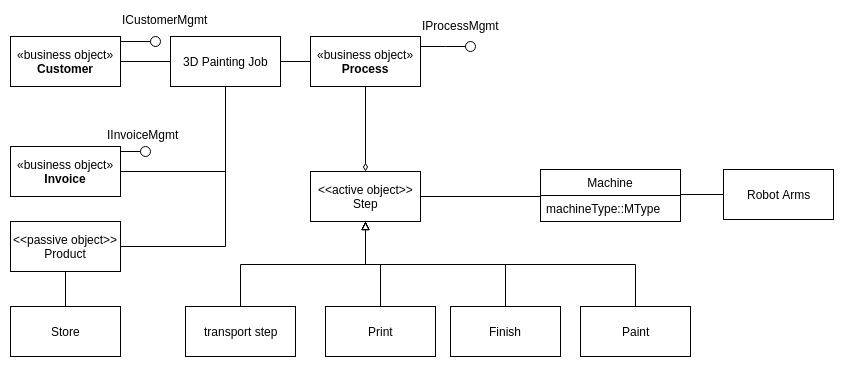 ICustomerMgmt
IProcessMgmt
«business object»
Customer
3D Painting Job
«business object»
Process
IInvoiceMgmt
«business object»
Invoice
<<active object>>
Step
Machine
machineType::MType
Robot Arms
<<passive object>>
Product
Store
transport step
Print
Finish
Paint